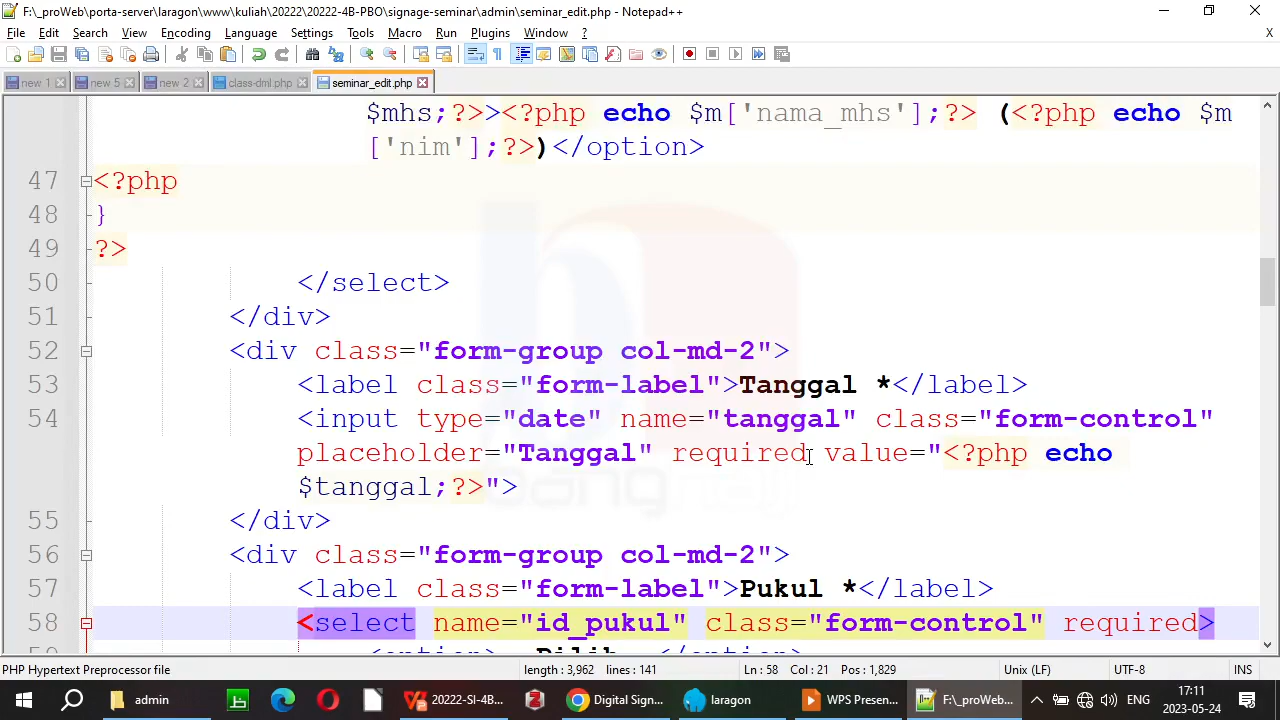 F:\_proWeb\porta-server\laragon\www\kuliah\20222\20222-4B-PBO\signage-seminar\admin\seminar_edit.php - Notepad++
File Edit Search View Encoding Language Settings Tools Macro Run Plugins Window ? X
new 1 new 5 new 2 class-dml.php seminar_edit.php
$mhs;?>><?php echo $m['nama_mhs'];?> (<?php echo $m
['nim'];?>)</option>
47 <?php
48 }
49 ?>
50 </select>
51 </div>
52 <div class="form-group col-md-2">
53 <label class="form-label">Tanggal *</label>
54 <input type="date" name="tanggal" class="form-control"
placeholder="Tanggal" required value="<?php echo
$tanggal;?>">
55 </div>
56 <div class="form-group col-md-2">
57 <label class="form-label">Pukul *</label>
58 <select name="id_pukul" class="form-control" required>
PHP Hypertext Preprocessor file length : 3,962 lines : 141 Ln : 58 Col : 21 Pos : 1,829 Unix (LF) UTF-8 INS
admin 20222-SI-4B... Digital Sign... laragon WPS Presen... F:\_proWeb... ENG 17:11
2023-05-24